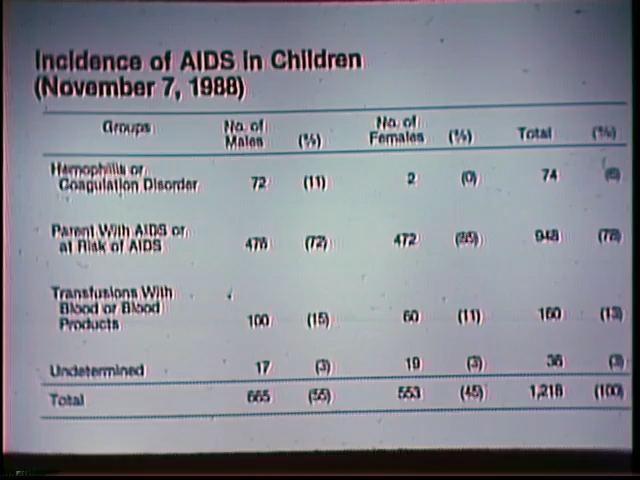 Incidence of AIDS in Children
(November 7, 1988)
Groups No. of Males (%) No. of Females (%) Total (%)
Hemophilia or
Coagulation Disorder 72 (11) 2 (0) 74 (6)
Parent With AIDS or
at Risk of AIDS 476 (72) 472 (85) 948 (78)
Transfusions With
Blood or Blood
Products 100 (15) 60 (11) 160 (13)
Undetermined 17 (3) 19 (3) 36 (3)
Total 665 (55) 553 (45) 1,218 (100)